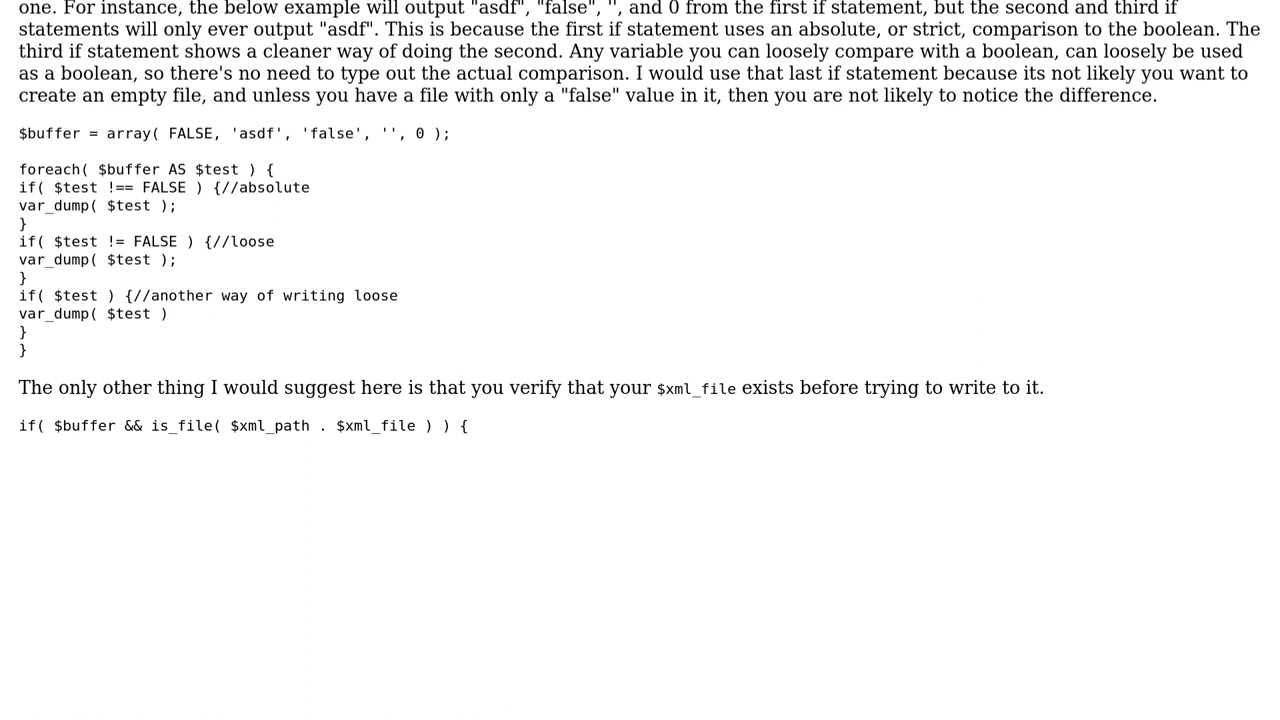 one. For instance, the below example will output "asdf", "false", '', and 0 from the first if statement, but the second and third if
statements will only ever output "asdf". This is because the first if statement uses an absolute, or strict, comparison to the boolean. The
third if statement shows a cleaner way of doing the second. Any variable you can loosely compare with a boolean, can loosely be used
as a boolean, so there's no need to type out the actual comparison. I would use that last if statement because its not likely you want to
create an empty file, and unless you have a file with only a "false" value in it, then you are not likely to notice the difference.
$buffer = array( FALSE, 'asdf', 'false', '', 0 );
foreach( $buffer AS $test ) {
if( $test !== FALSE ) {//absolute
var_dump( $test );
}
if( $test != FALSE ) {//loose
var_dump( $test );
}
if( $test ) {//another way of writing loose
var_dump( $test )
}
}
The only other thing I would suggest here is that you verify that your $xml_file exists before trying to write to it.
if( $buffer && is_file( $xml_path . $xml_file ) ) {